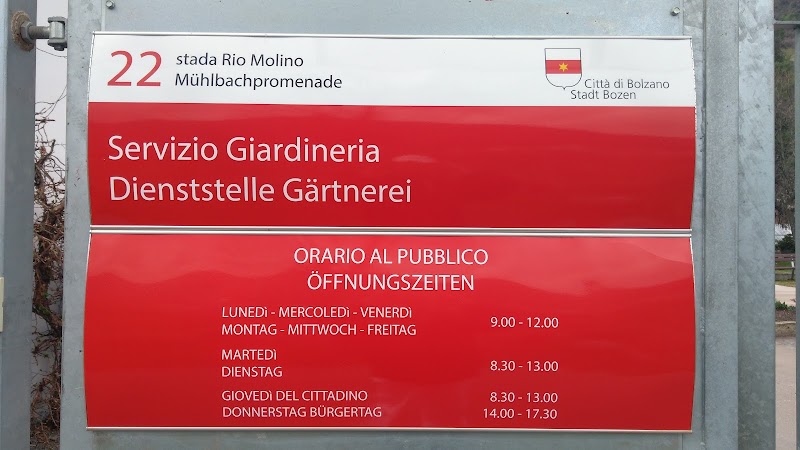 22
stada Rio Molino
Mühlbachpromenade
Città di Bolzano
Stadt Bozen
Servizio Giardineria
Dienststelle Gärtnerei
ORARIO AL PUBBLICO
ÖFFNUNGSZEITEN
LUNEDì - MERCOLEDì - VENERDì
MONTAG - MITTWOCH - FREITAG
9.00 - 12.00
MARTEDì
DIENSTAG
8.30 - 13.00
GIOVEDì DEL CITTADINO
DONNERSTAG BÜRGERTAG
8.30 - 13.00
14.00 - 17.30